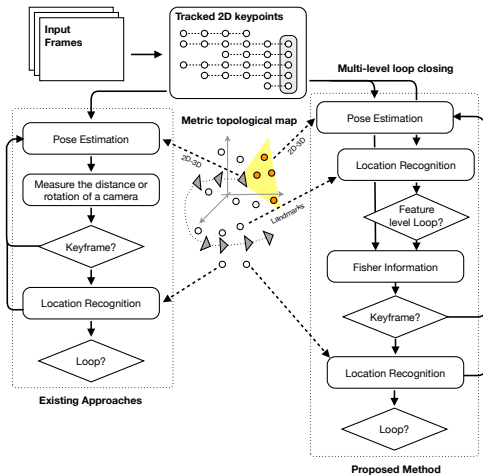 Input
Frames
Tracked 2D keypoints
Multi-level loop closing
Metric topological map
Pose Estimation
Measure the distance or
rotation of a camera
Keyframe?
Location Recognition
Loop?
Existing Approaches
2D-3D
2D-3D
Landmarks
Pose Estimation
Location Recognition
Feature
level Loop?
Fisher Information
Keyframe?
Location Recognition
Loop?
Proposed Method